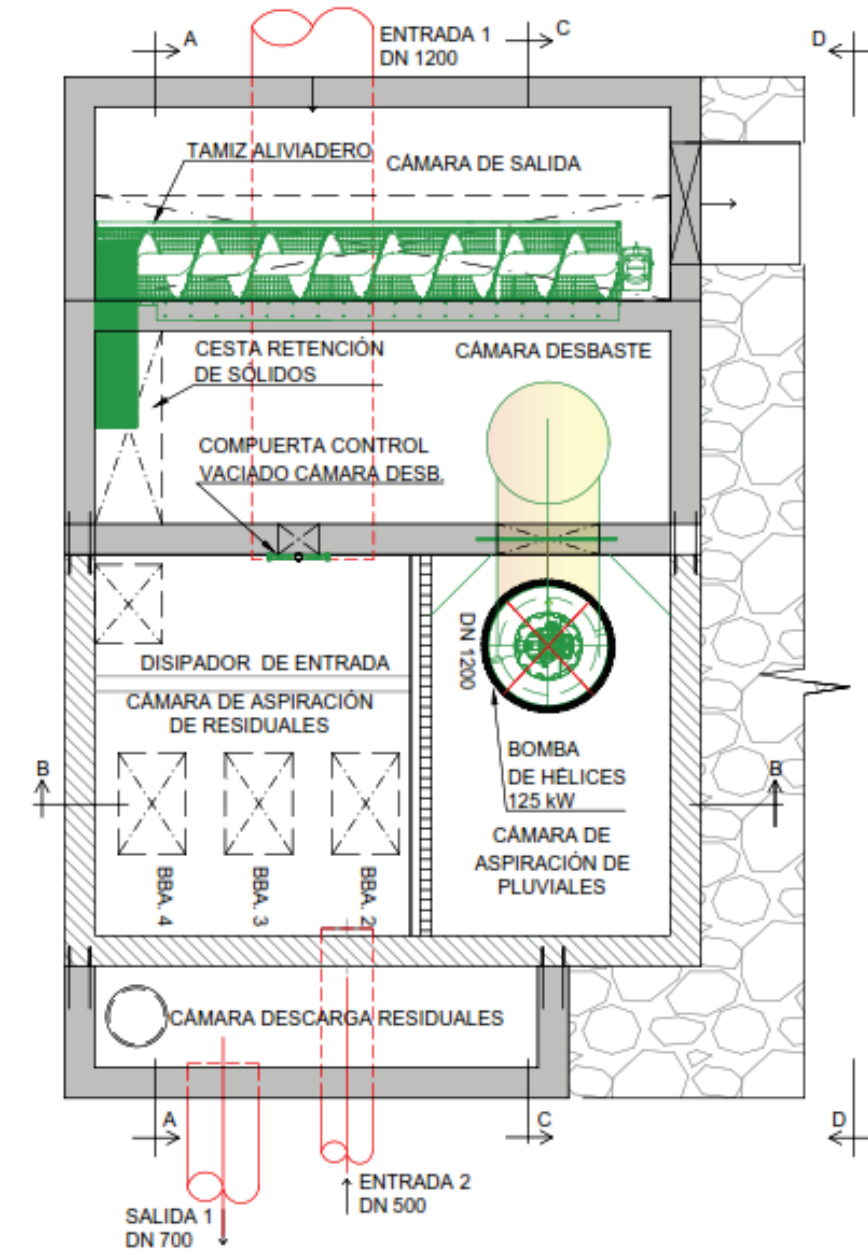 A
ENTRADA 1
DN 1200
C
D
TAMIZ ALIVIADERO
CÁMARA DE SALIDA
CESTA RETENCIÓN
DE SÓLIDOS
CÁMARA DESBASTE
COMPUERTA CONTROL
VACIADO CÁMARA DESB.
DN 1200
DISIPADOR DE ENTRADA
CÁMARA DE ASPIRACIÓN
DE RESIDUALES
BOMBA
DE HÉLICES
125 kW
B
B
CÁMARA DE
ASPIRACIÓN DE
PLUVIALES
BBA. 4
BBA. 3
BBA. 2
CÁMARA DESCARGA RESIDUALES
A
C
D
ENTRADA 2
DN 500
SALIDA 1
DN 700